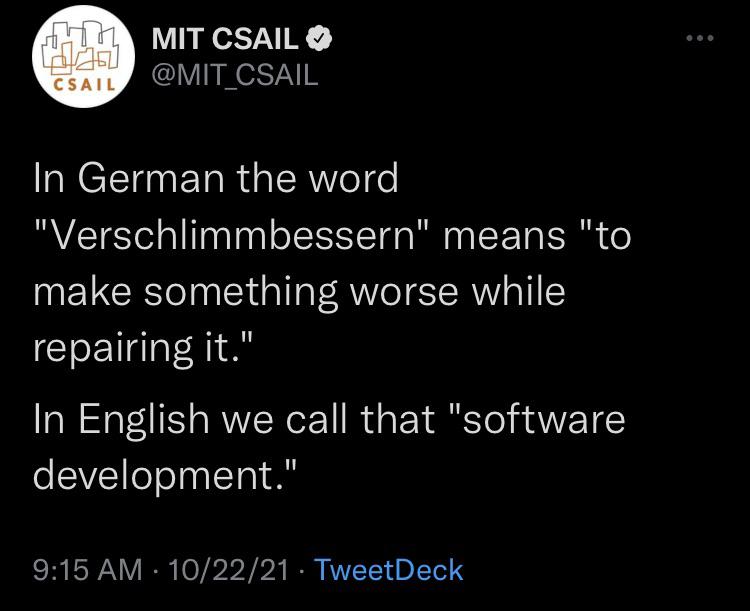 CSAIL
MIT CSAIL
@MIT_CSAIL
In German the word
"Verschlimmbessern" means "to
make something worse while
repairing it."
In English we call that "software
development."
9:15 AM · 10/22/21 · TweetDeck